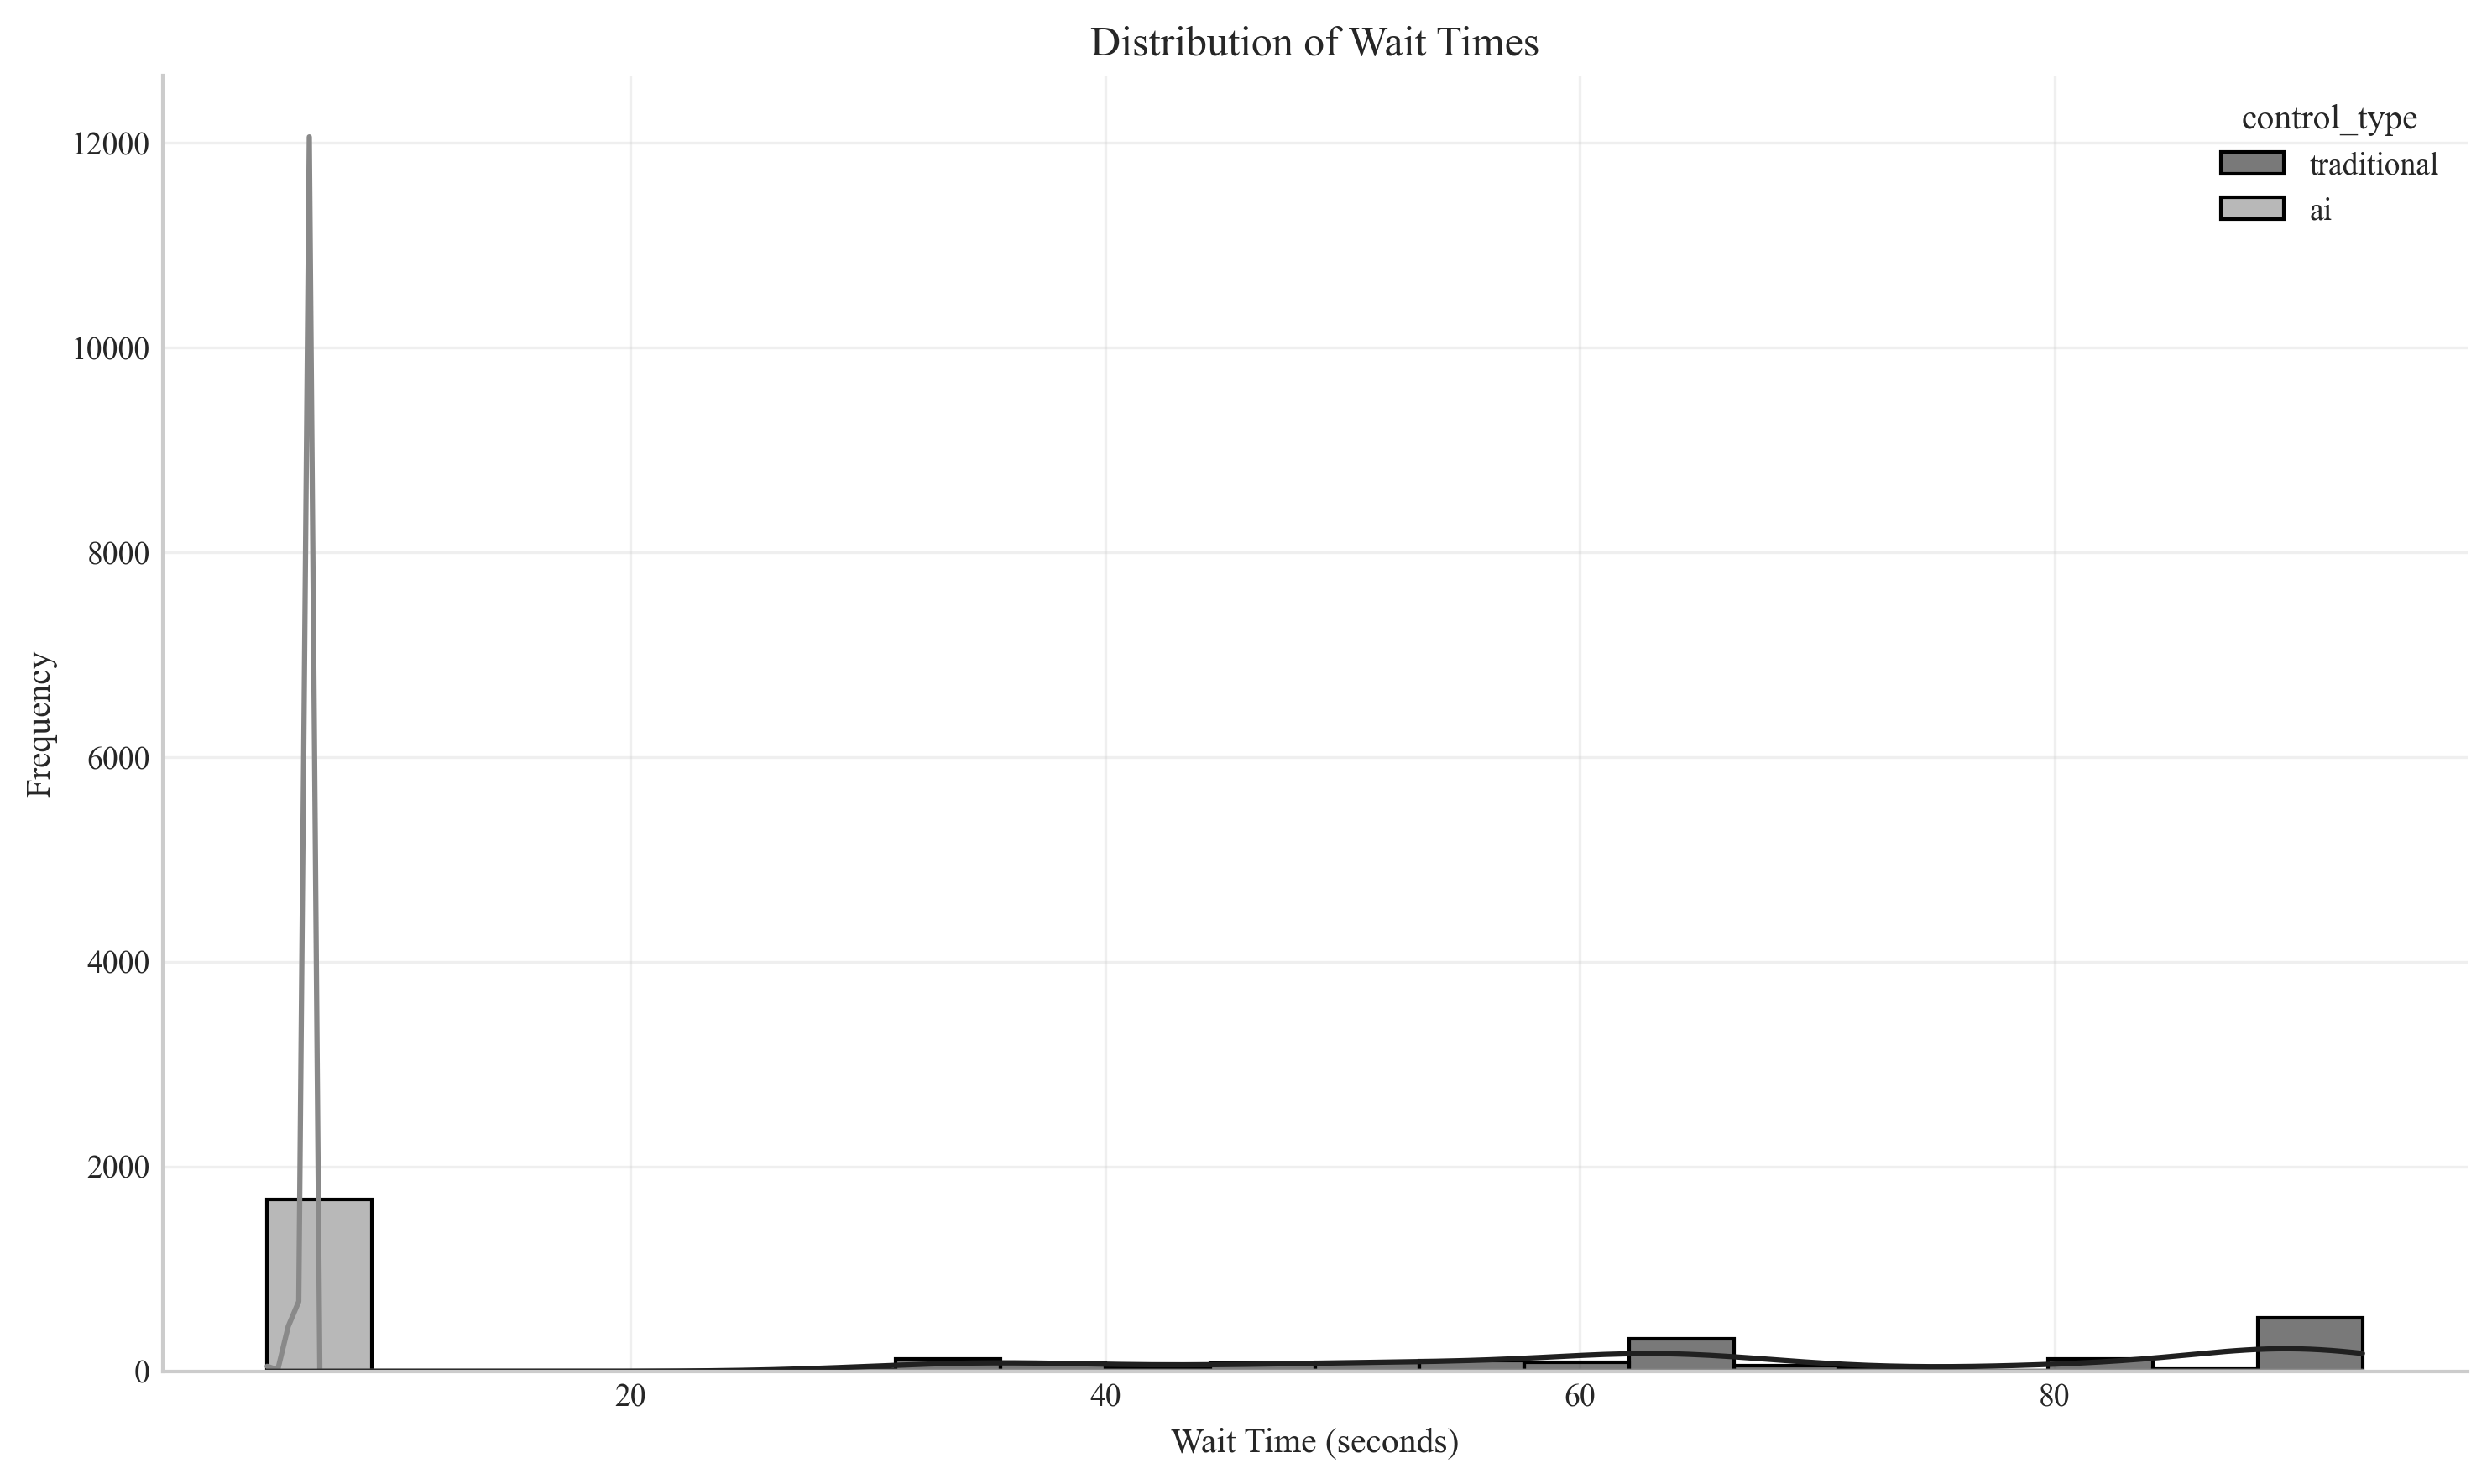 Distribution of Wait Times
control_type
traditional
ai
12000
10000
8000
6000
4000
2000
0
Frequency
20
40
60
80
Wait Time (seconds)